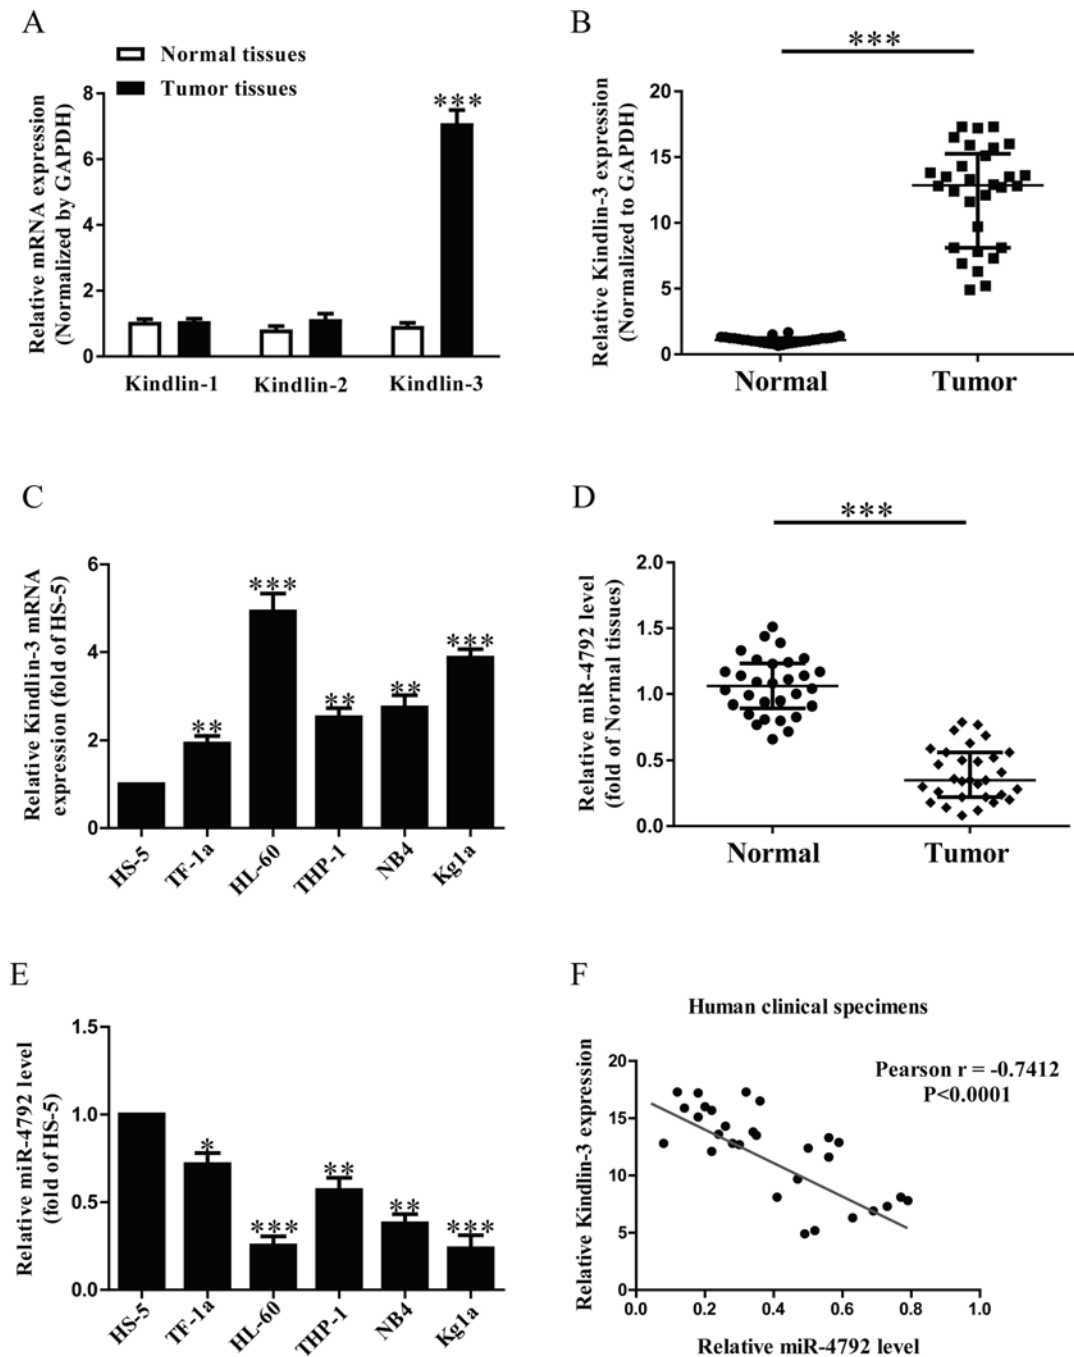 A
Normal tissues
Tumor tissues
Relative mRNA expression
(Normalized by GAPDH)
8
6
4
2
0
***
Kindlin-1
Kindlin-2
Kindlin-3
B
***
Relative Kindlin-3 expression
(Normalized to GAPDH)
20
15
10
5
0
Normal
Tumor
C
Relative Kindlin-3 mRNA
expression (fold of HS-5)
6
4
2
0
**
***
**
**
***
HS-5
TF-1a
HL-60
THP-1
NB4
Kg1a
D
***
Relative miR-4792 level
(fold of Normal tissues)
2.0
1.5
1.0
0.5
0.0
Normal
Tumor
E
Relative miR-4792 level
(fold of HS-5)
1.5
1.0
0.5
0.0
*
***
**
**
***
HS-5
TF-1a
HL-60
THP-1
NB4
Kg1a
F
Human clinical specimens
Pearson r = -0.7412
P<0.0001
Relative Kindlin-3 expression
20
15
10
5
0
0.0
0.2
0.4
0.6
0.8
1.0
Relative miR-4792 level